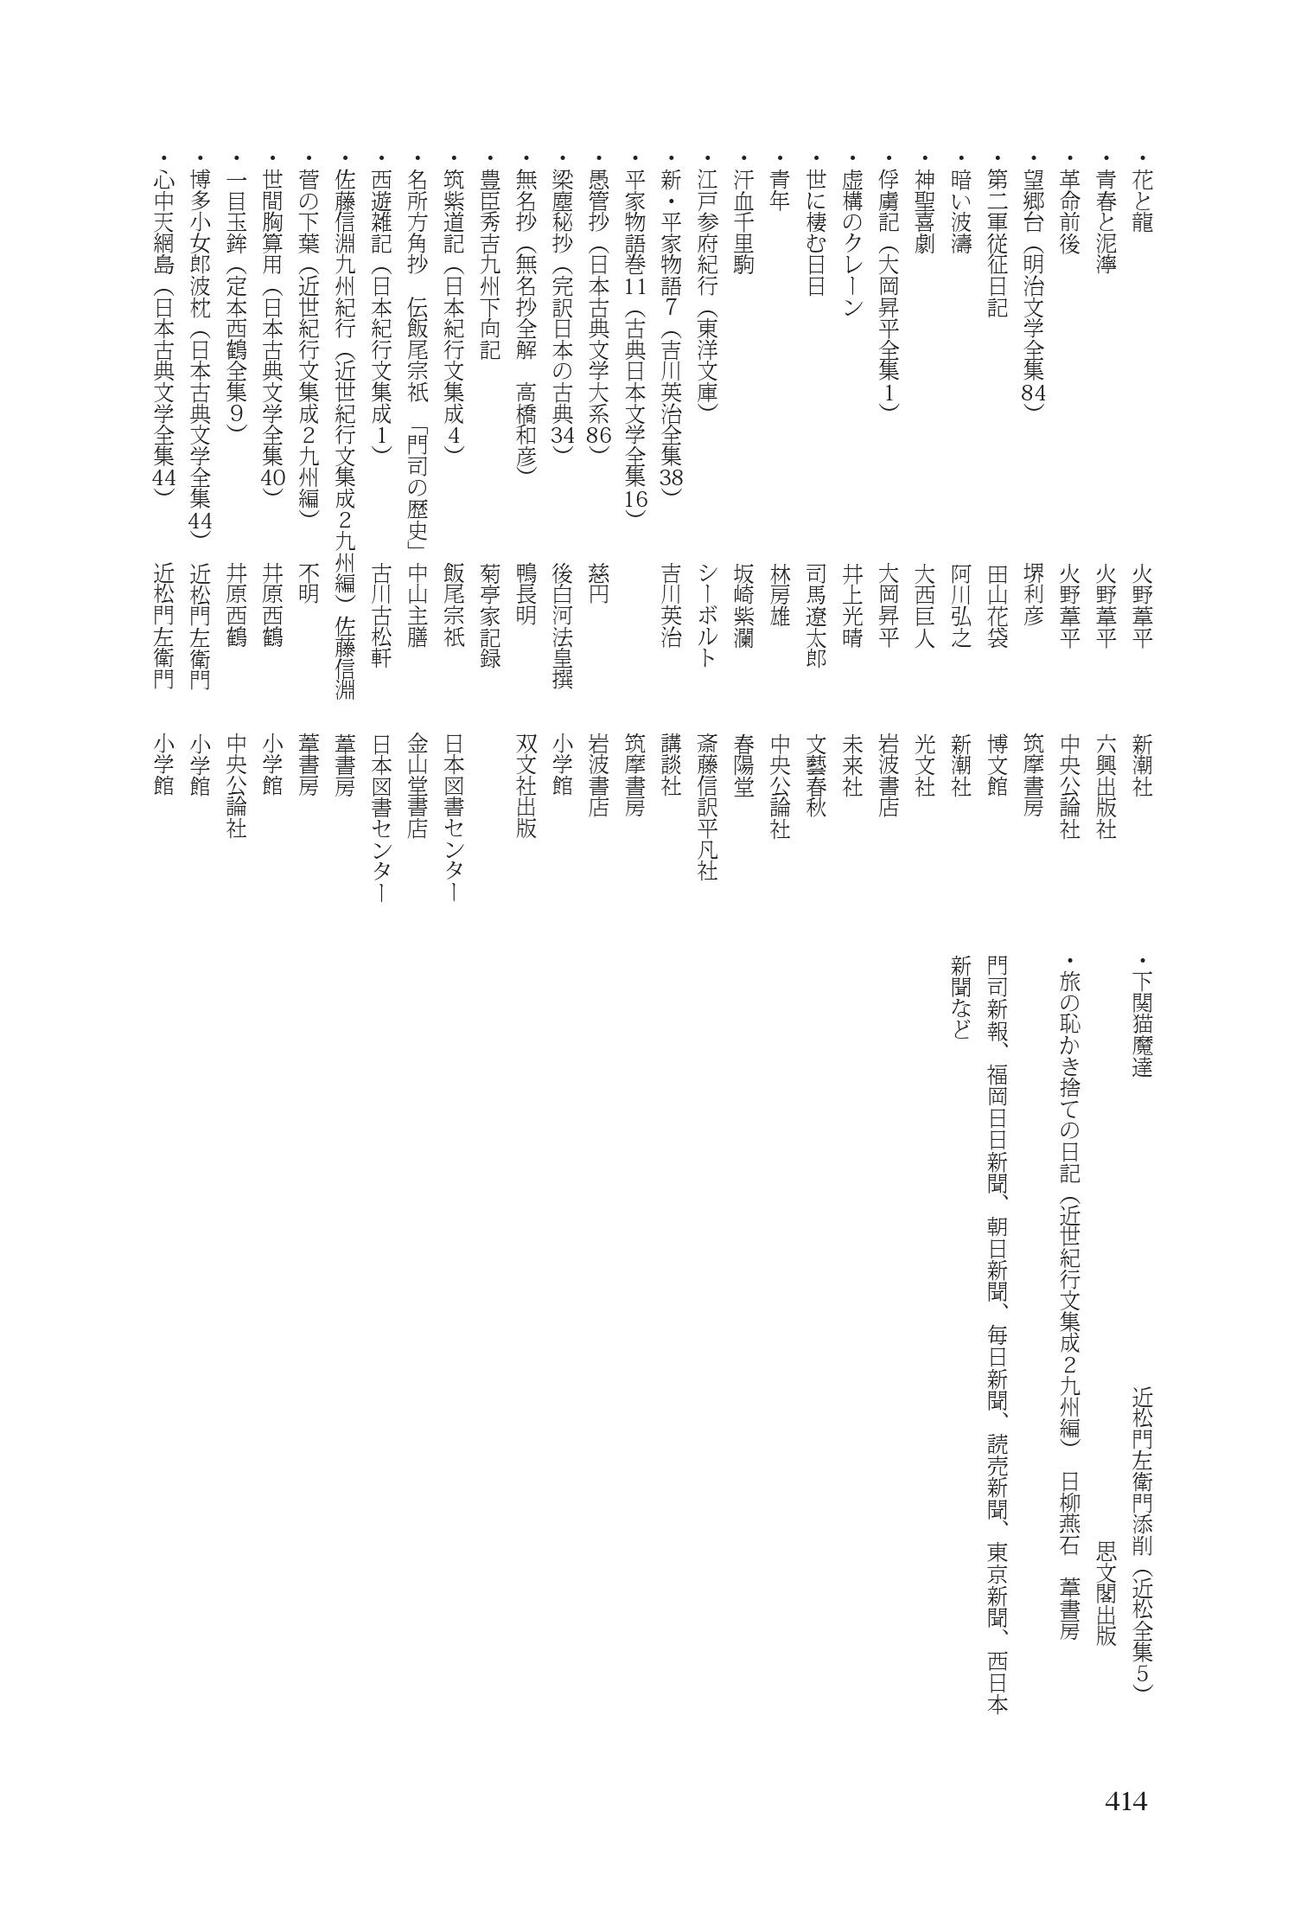 ・花と龍　火野葦平　新潮社
・青春と泥濘　火野葦平　六興出版社
・革命前後　火野葦平　中央公論社
・望郷台（明治文学全集84）　堺利彦　筑摩書房
・第二軍従征日記　田山花袋　博文館
・暗い波濤　阿川弘之　新潮社
・神聖喜劇　大西巨人　光文社
・俘虜記（大岡昇平全集1）　大岡昇平　岩波書店
・虚構のクレーン　井上光晴　未来社
・世に棲む日日　司馬遼太郎　文藝春秋
・青年　林房雄　中央公論社
・汗血千里駒　坂崎紫瀾　春陽堂
・江戸参府紀行（東洋文庫）　シーボルト　斎藤信訳平凡社
・新・平家物語７（吉川英治全集38）　吉川英治　講談社
・平家物語巻11（古典日本文学全集16）　筑摩書房
・愚管抄（日本古典文学大系86）　慈円　岩波書店
・梁塵秘抄（完訳日本の古典34）　後白河法皇撰　小学館
・無名抄（無名抄全解　高橋和彦）　鴨長明　双文社出版
・豊臣秀吉九州下向記　菊亭家記録
・筑紫道記（日本紀行文集成４）　飯尾宗祇　日本図書センター
・名所方角抄　伝飯尾宗祇　「門司の歴史」　中山主膳　金山堂書店
・西遊雑記（日本紀行文集成1）　古川古松軒　日本図書センター
・佐藤信淵九州紀行（近世紀行文集成２九州編）佐藤信淵　葦書房
・菅の下葉（近世紀行文集成２九州編）　不明　葦書房
・世間胸算用（日本古典文学全集40）　井原西鶴　小学館
・一目玉鉾（定本西鶴全集９）　井原西鶴　中央公論社
・博多小女郎波枕（日本古典文学全集44）　近松門左衛門　小学館
・心中天網島（日本古典文学全集44）　近松門左衛門　小学館
・下関猫魔達　近松門左衛門添削（近松全集５）
思文閣出版
・旅の恥かき捨ての日記（近世紀行文集成２九州編）　日柳燕石　葦書房
門司新報、福岡日日新聞、朝日新聞、毎日新聞、読売新聞、東京新聞、西日本
新聞など
414